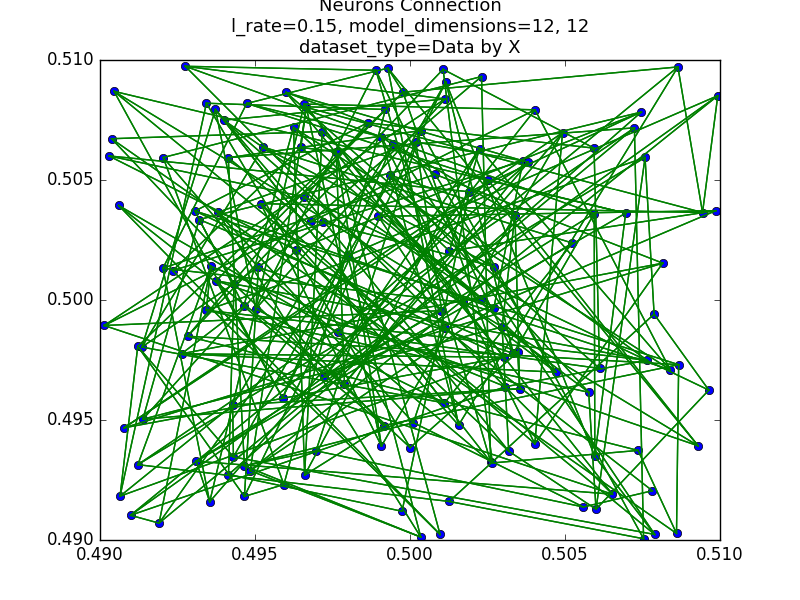 Neurons Connection
l_rate=0.15, model_dimensions=12, 12
dataset_type=Data by X
0.510
0.505
0.500
0.495
0.490
0.490 0.495 0.500 0.505 0.510